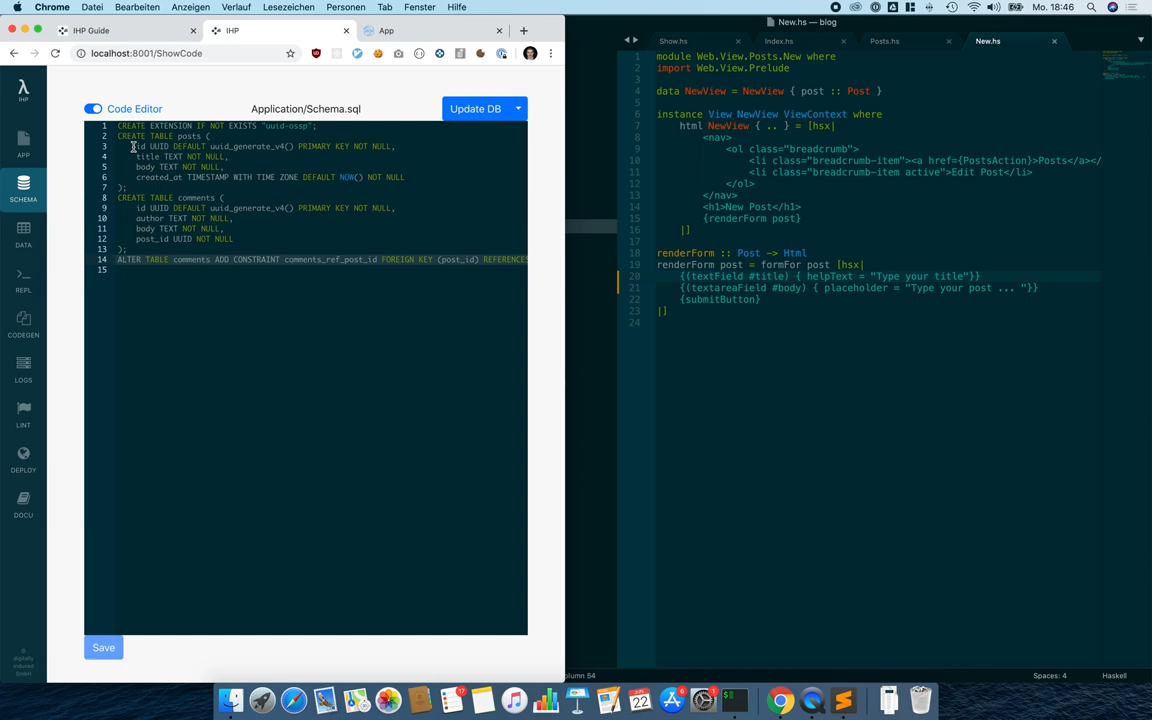 Chrome Datei Bearbeiten Anzeigen Verlauf Lesezeichen Personen Tab Fenster Hilfe
Mo. 18:46
IHP Guide
IHP
App
New.hs — blog
localhost:8001/ShowCode
Show.hs
Index.hs
Posts.hs
New.hs
IHP
APP
SCHEMA
DATA
REPL
CODEGEN
LOGS
LINT
DEPLOY
DOCU
digitally
induced
GmbH
Code Editor
Application/Schema.sql
Update DB
1 CREATE EXTENSION IF NOT EXISTS "uuid-ossp";
2 CREATE TABLE posts (
3 id UUID DEFAULT uuid_generate_v4() PRIMARY KEY NOT NULL,
4 title TEXT NOT NULL,
5 body TEXT NOT NULL,
6 created_at TIMESTAMP WITH TIME ZONE DEFAULT NOW() NOT NULL
7 );
8 CREATE TABLE comments (
9 id UUID DEFAULT uuid_generate_v4() PRIMARY KEY NOT NULL,
10 author TEXT NOT NULL,
11 body TEXT NOT NULL,
12 post_id UUID NOT NULL
13 );
14 ALTER TABLE comments ADD CONSTRAINT comments_ref_post_id FOREIGN KEY (post_id) REFERENCES
15
Save
1 module Web.View.Posts.New where
2 import Web.View.Prelude
3
4 data NewView = NewView { post :: Post }
5
6 instance View NewView ViewContext where
7 html NewView { .. } = [hsx|
8 <nav>
9 <ol class="breadcrumb">
10 <li class="breadcrumb-item"><a href={PostsAction}>Posts</a></
11 <li class="breadcrumb-item active">Edit Post</li>
12 </ol>
13 </nav>
14 <h1>New Post</h1>
15 {renderForm post}
16 |]
17
18 renderForm :: Post -> Html
19 renderForm post = formFor post [hsx|
20 {(textField #title) { helpText = "Type your title"}}
21 {(textareaField #body) { placeholder = "Type your post ... "}}
22 {submitButton}
23 |]
24
olumn 54
Spaces: 4
Haskell
17
JUN
22
6
1